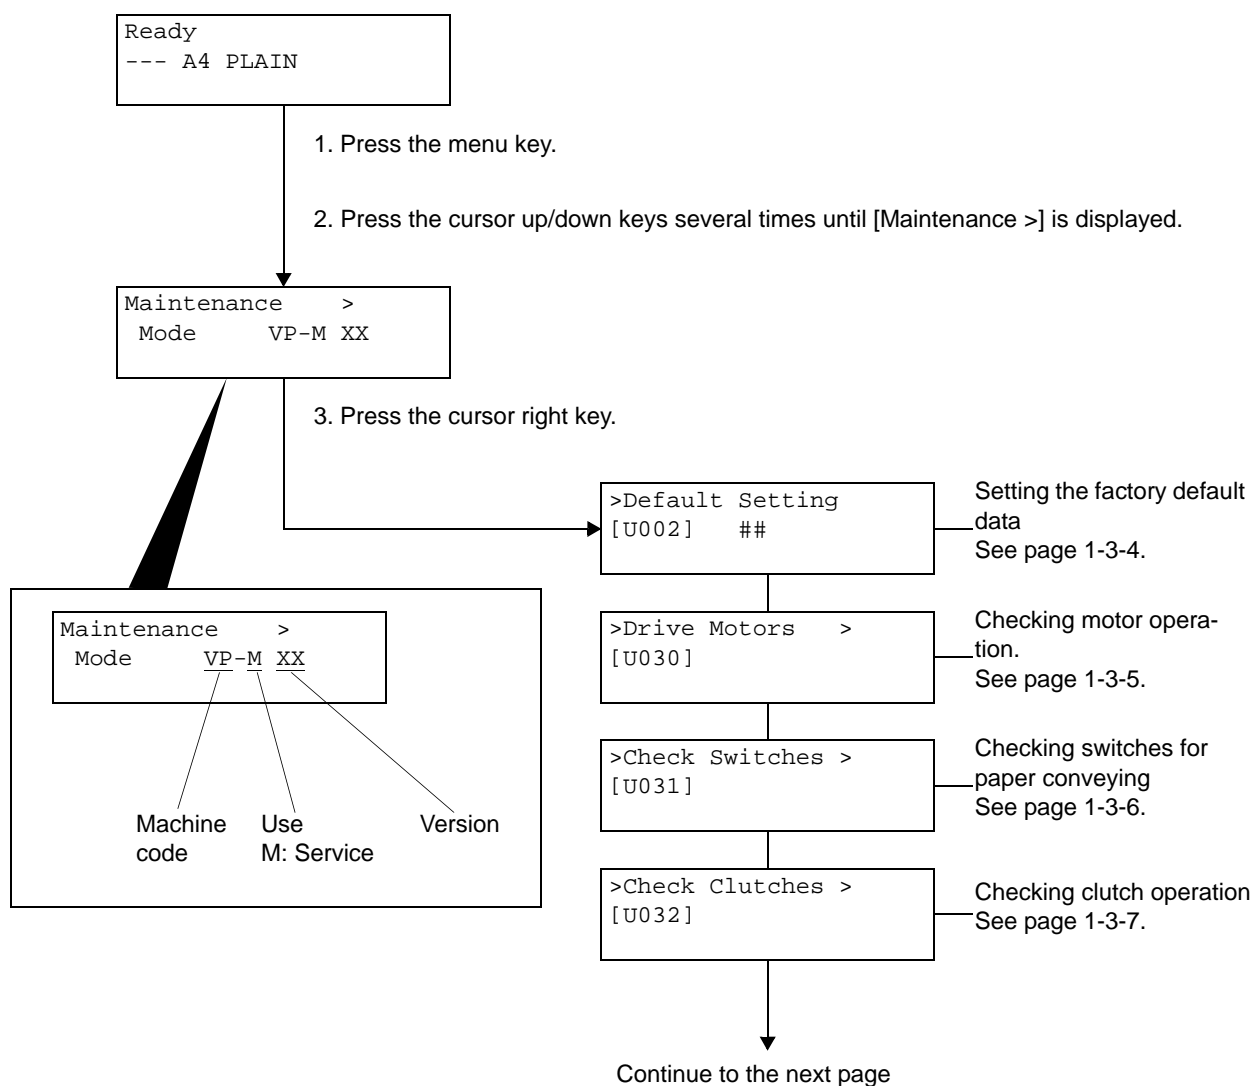 Ready
--- A4 PLAIN
1. Press the menu key.
2. Press the cursor up/down keys several times until [Maintenance >] is displayed.
Maintenance >
Mode VP-M XX
3. Press the cursor right key.
>Default Setting
[U002] ##
Setting the factory default
data
See page 1-3-4.
Maintenance >
Mode VP-M XX
Machine
code
Use
M: Service
Version
>Drive Motors >
[U030]
Checking motor opera-
tion.
See page 1-3-5.
>Check Switches >
[U031]
Checking switches for
paper conveying
See page 1-3-6.
>Check Clutches >
[U032]
Checking clutch operation
See page 1-3-7.
Continue to the next page